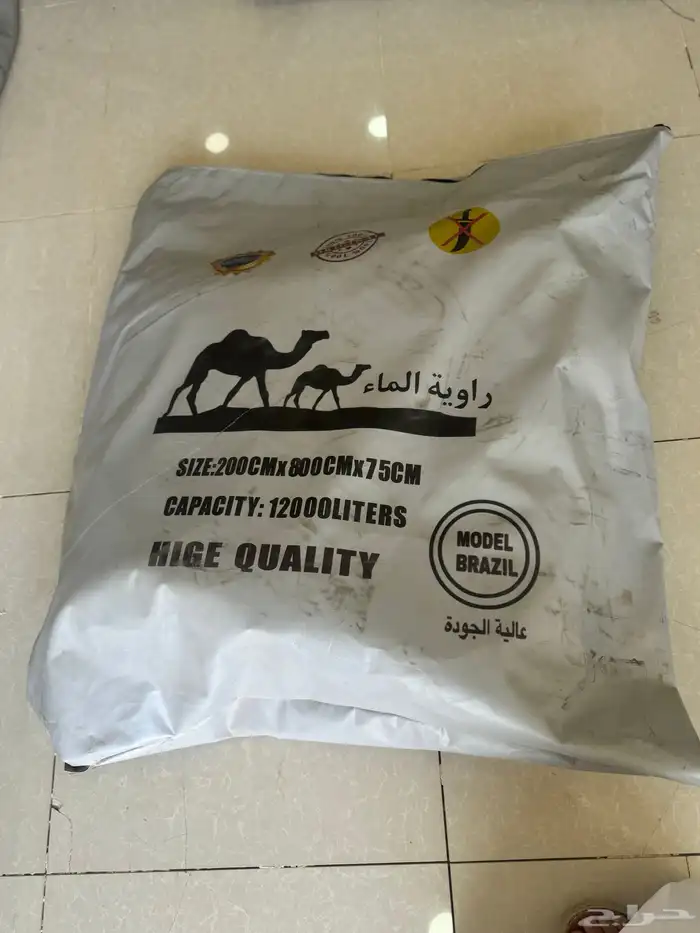 راوية الماء
SIZE:200CMx800CMx75CM
CAPACITY: 12000LITERS
HIGE QUALITY
MODEL
BRAZIL
عالية الجودة
حراج